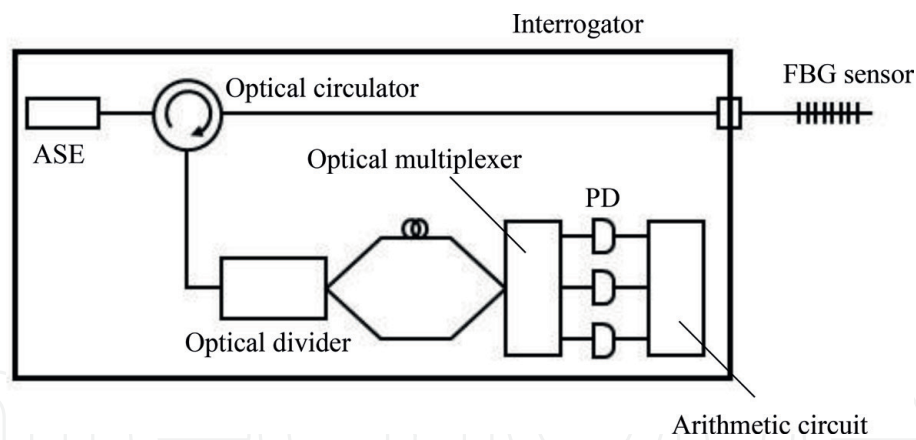 Interrogator
FBG sensor
Optical circulator
ASE
Optical multiplexer
PD
Optical divider
Arithmetic circuit